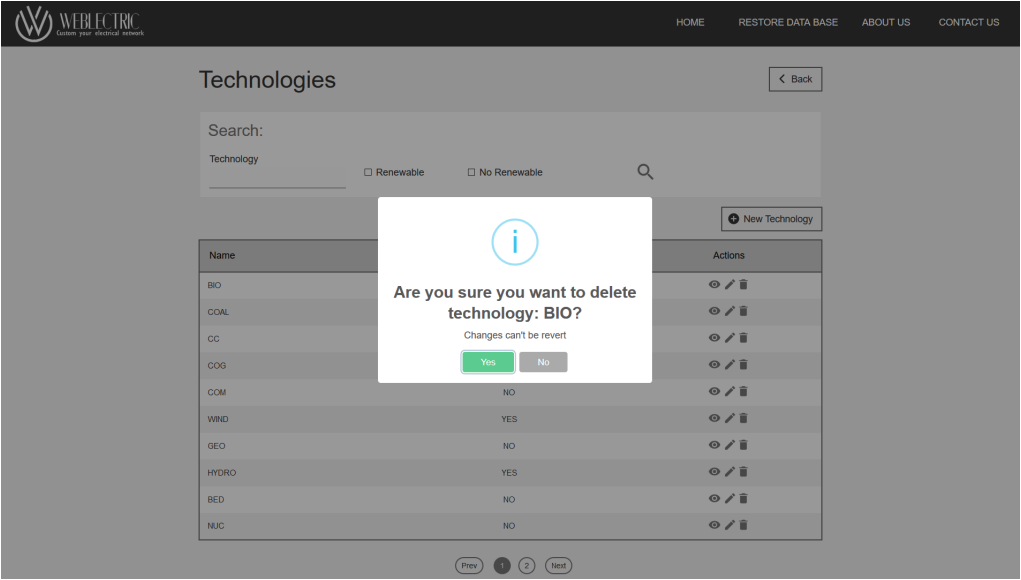 WEBLECTRIC
Custom your electrical network
HOME RESTORE DATA BASE ABOUT US CONTACT US
Technologies
Back
Search:
Technology
Renewable No Renewable
New Technology
Name Actions
i
Are you sure you want to delete
technology: BIO?
Changes can't be revert
Yes No
BIO
COAL
CC
COG
COM NO
WIND YES
GEO NO
HYDRO YES
BED NO
NUC NO
Prev 1 2 Next